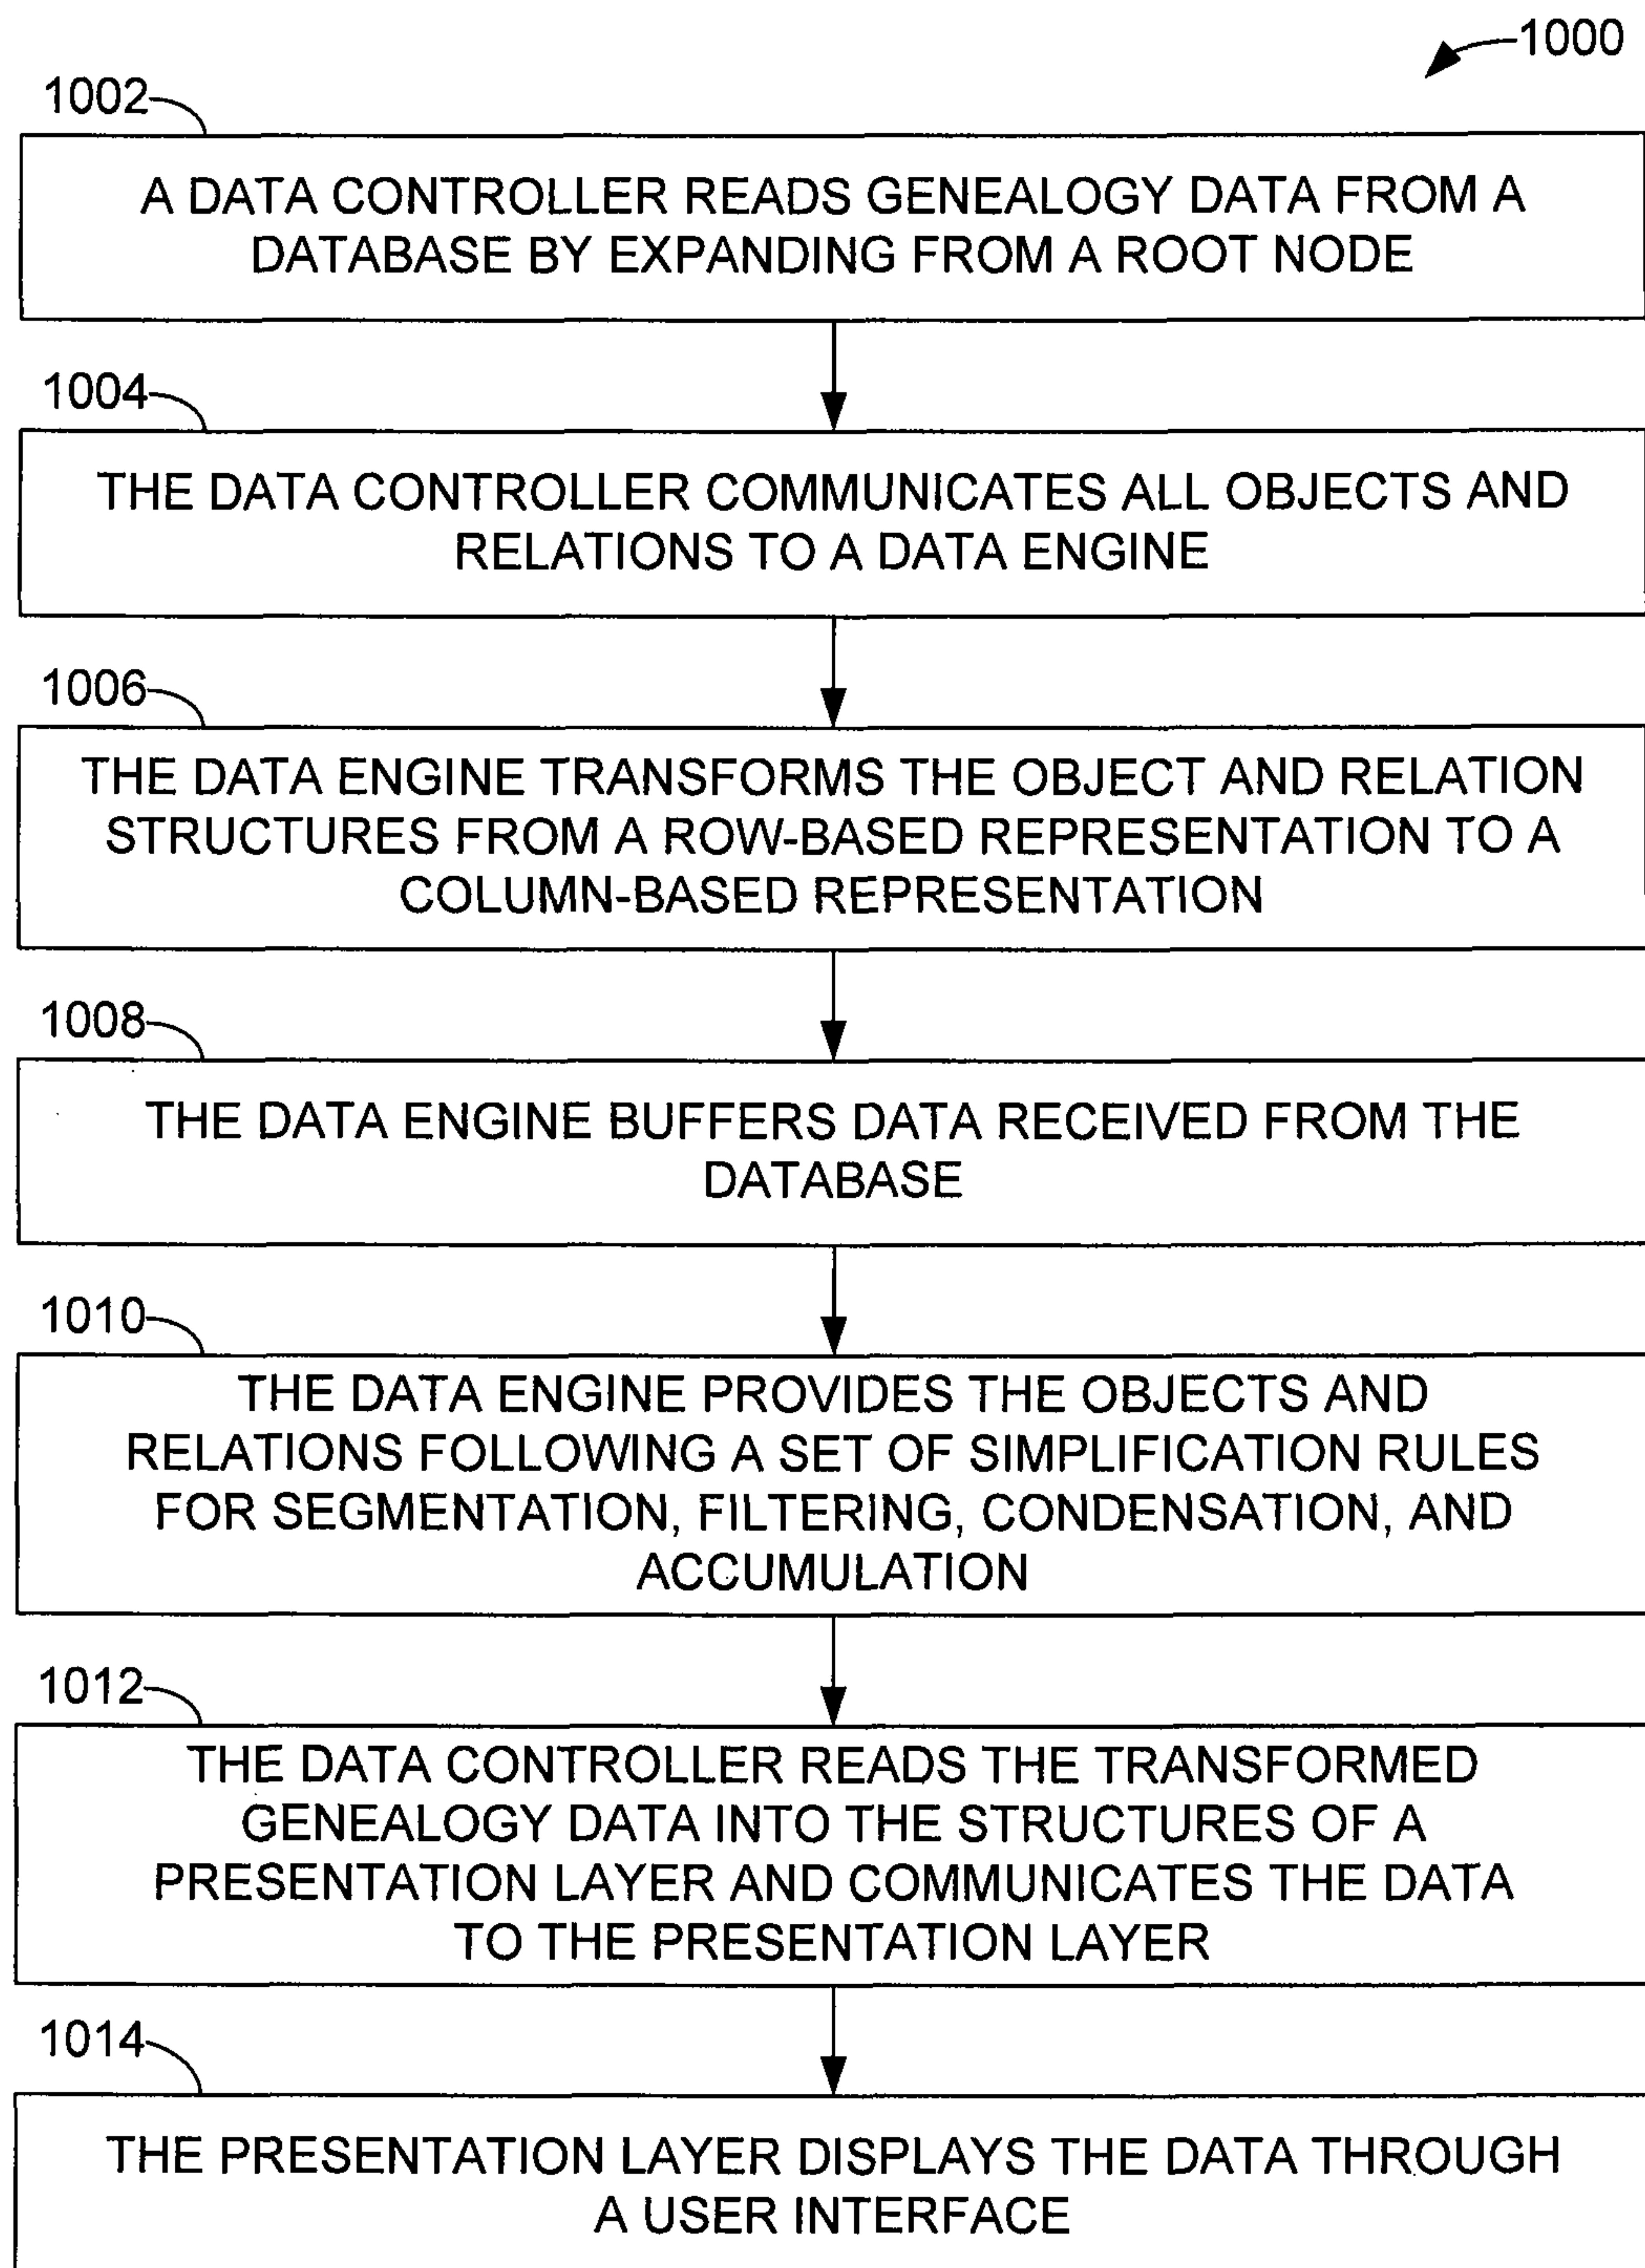 1000
1002
A DATA CONTROLLER READS GENEALOGY DATA FROM A
DATABASE BY EXPANDING FROM A ROOT NODE
1004
THE DATA CONTROLLER COMMUNICATES ALL OBJECTS AND
RELATIONS TO A DATA ENGINE
1006
THE DATA ENGINE TRANSFORMS THE OBJECT AND RELATION
STRUCTURES FROM A ROW-BASED REPRESENTATION TO A
COLUMN-BASED REPRESENTATION
1008
THE DATA ENGINE BUFFERS DATA RECEIVED FROM THE
DATABASE
1010
THE DATA ENGINE PROVIDES THE OBJECTS AND
RELATIONS FOLLOWING A SET OF SIMPLIFICATION RULES
FOR SEGMENTATION, FILTERING, CONDENSATION, AND
ACCUMULATION
1012
THE DATA CONTROLLER READS THE TRANSFORMED
GENEALOGY DATA INTO THE STRUCTURES OF A
PRESENTATION LAYER AND COMMUNICATES THE DATA
TO THE PRESENTATION LAYER
1014
THE PRESENTATION LAYER DISPLAYS THE DATA THROUGH
A USER INTERFACE